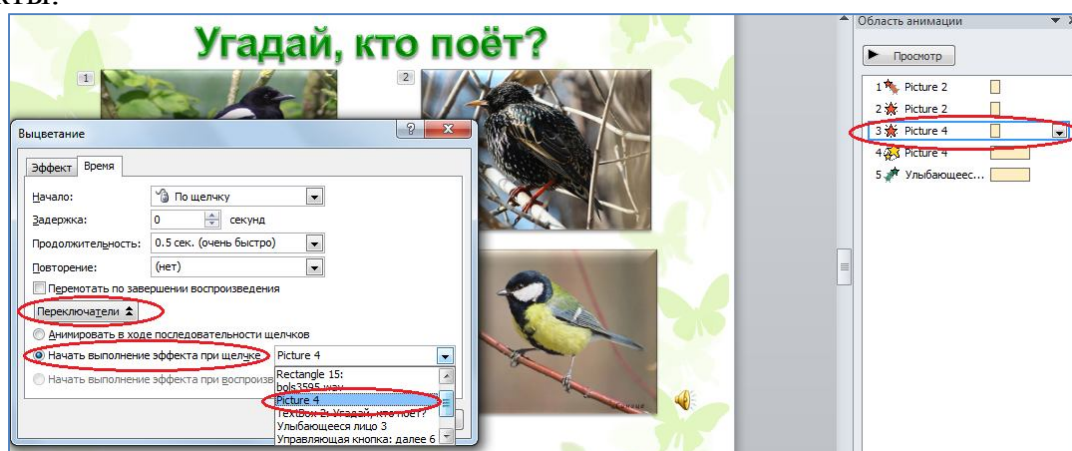 кты.
Угадай, кто поёт?
1
2
Выцветание
Эффект Время
Начало: По щелчку
Задержка: 0 секунд
Продолжительность: 0.5 сек. (очень быстро)
Повторение: (нет)
Перемотать по завершении воспроизведения
Переключатели
Анимировать в ходе последовательности щелчков
Начать выполнение эффекта при щелчке Picture 4
Начать выполнение эффекта при воспроизв
Rectangle 15:
bols3595.wav
Picture 4
TextBox 2: Угадай, кто поёт?
Улыбающееся лицо 3
Управляющая кнопка: далее 6
Область анимации
Просмотр
1 Picture 2
2 Picture 2
3 Picture 4
4 Picture 4
5 Улыбающеес...